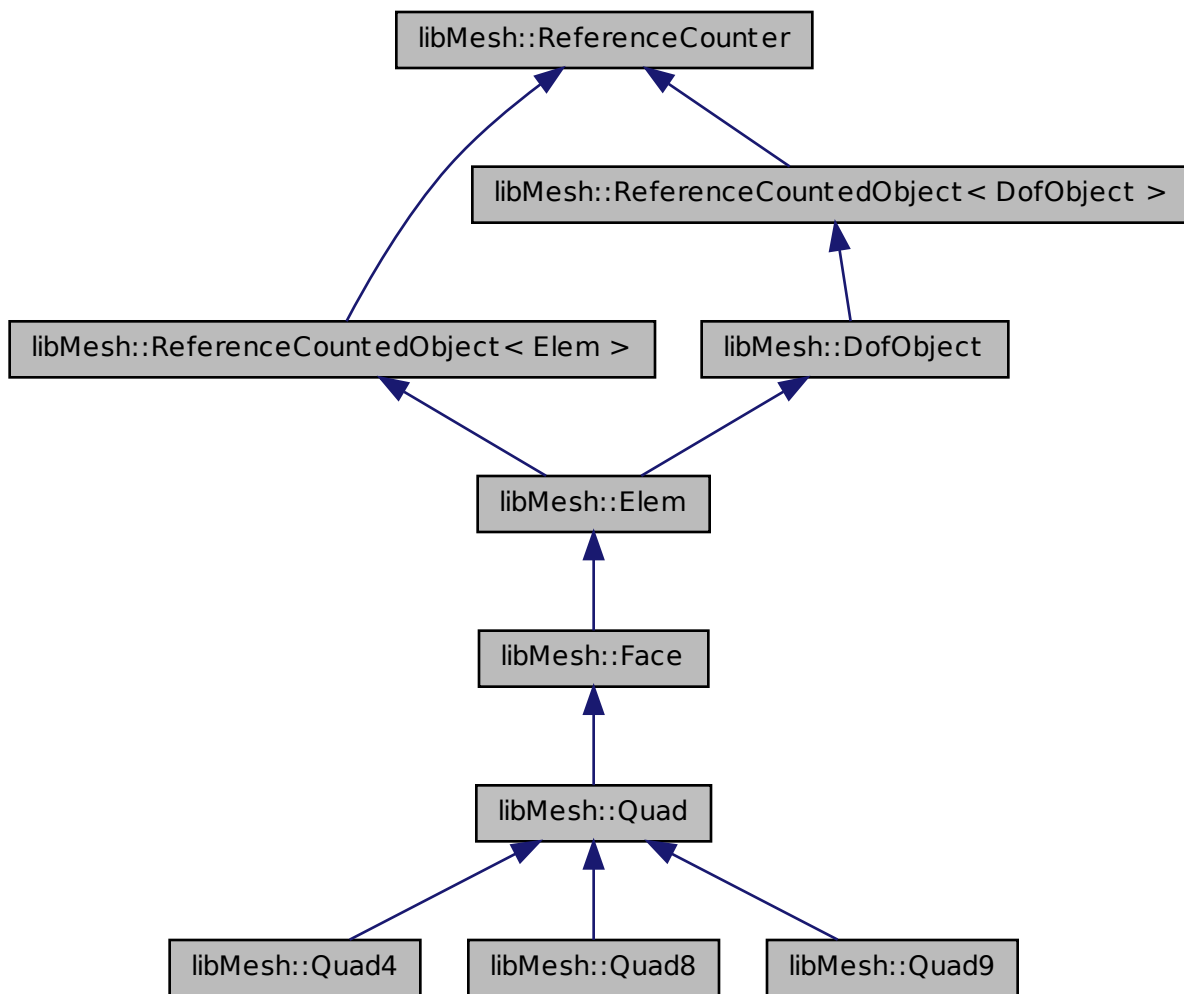 libMesh::ReferenceCounter
libMesh::ReferenceCountedObject< DofObject >
libMesh::ReferenceCountedObject< Elem >
libMesh::DofObject
libMesh::Elem
libMesh::Face
libMesh::Quad
libMesh::Quad4
libMesh::Quad8
libMesh::Quad9